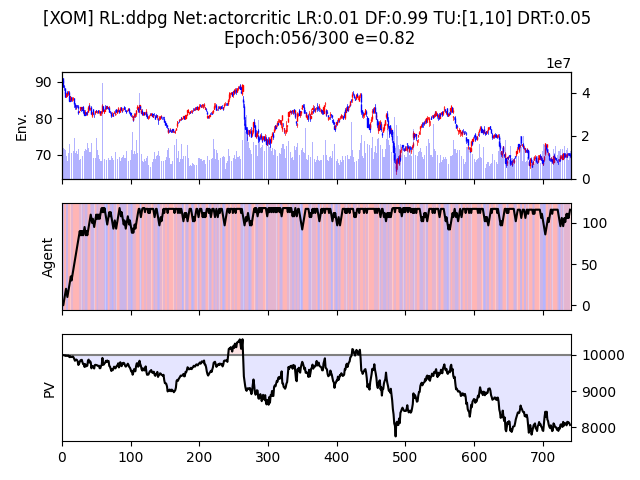 [XOM] RL:ddpg Net:actorcritic LR:0.01 DF:0.99 TU:[1,10] DRT:0.05
Epoch:056/300 e=0.82
1e7
90
80
70
Env.
4
2
0
Agent
100
50
0
PV
10000
9000
8000
0 100 200 300 400 500 600 700